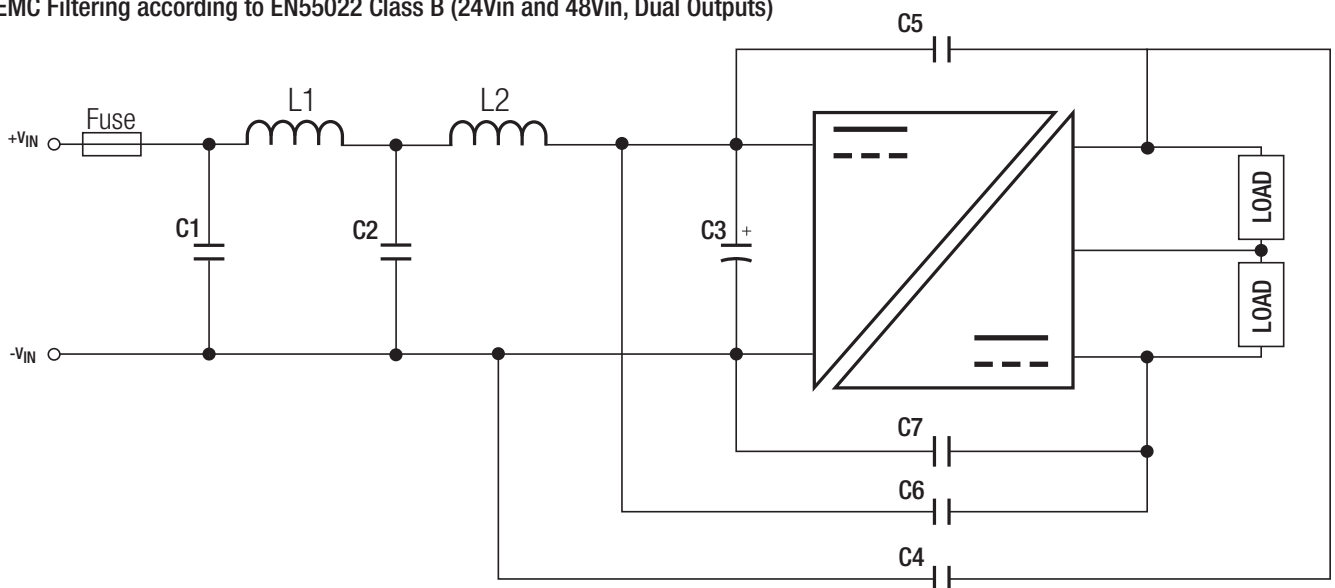 EMC Filtering according to EN55022 Class B (24Vin and 48Vin, Dual Outputs)
C5
L1
L2
Fuse
+VIN
LOAD
C1
C2
C3
+
LOAD
-VIN
C7
C6
C4